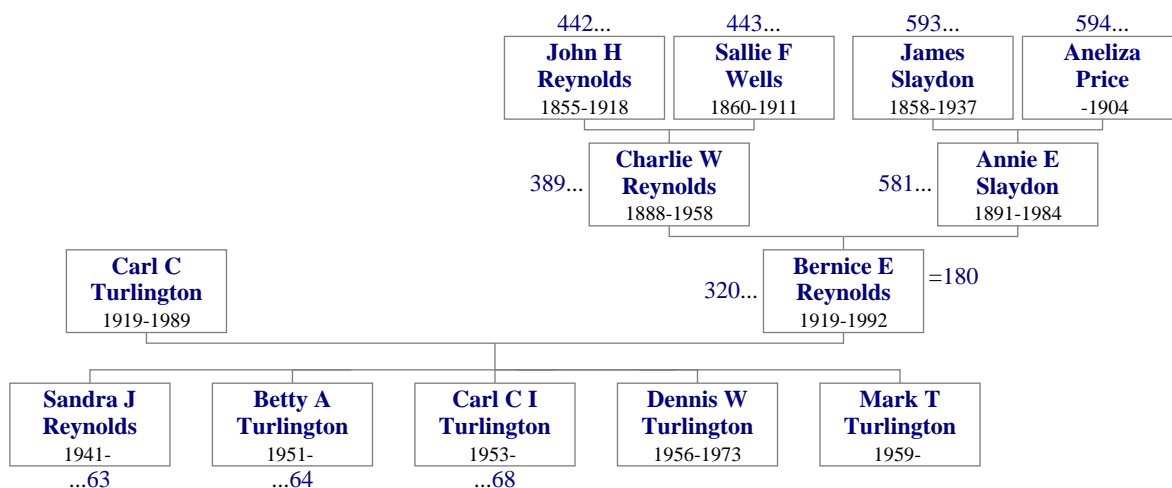 442...
443...
593...
594...
John H
Reynolds
1855-1918
Sallie F
Wells
1860-1911
James
Slaydon
1858-1937
Aneliza
Price
-1904
389...
Charlie W
Reynolds
1888-1958
581...
Annie E
Slaydon
1891-1984
Carl C
Turlington
1919-1989
320...
Bernice E
Reynolds
1919-1992
=180
Sandra J
Reynolds
1941-
...63
Betty A
Turlington
1951-
...64
Carl C I
Turlington
1953-
...68
Dennis W
Turlington
1956-1973
Mark T
Turlington
1959-